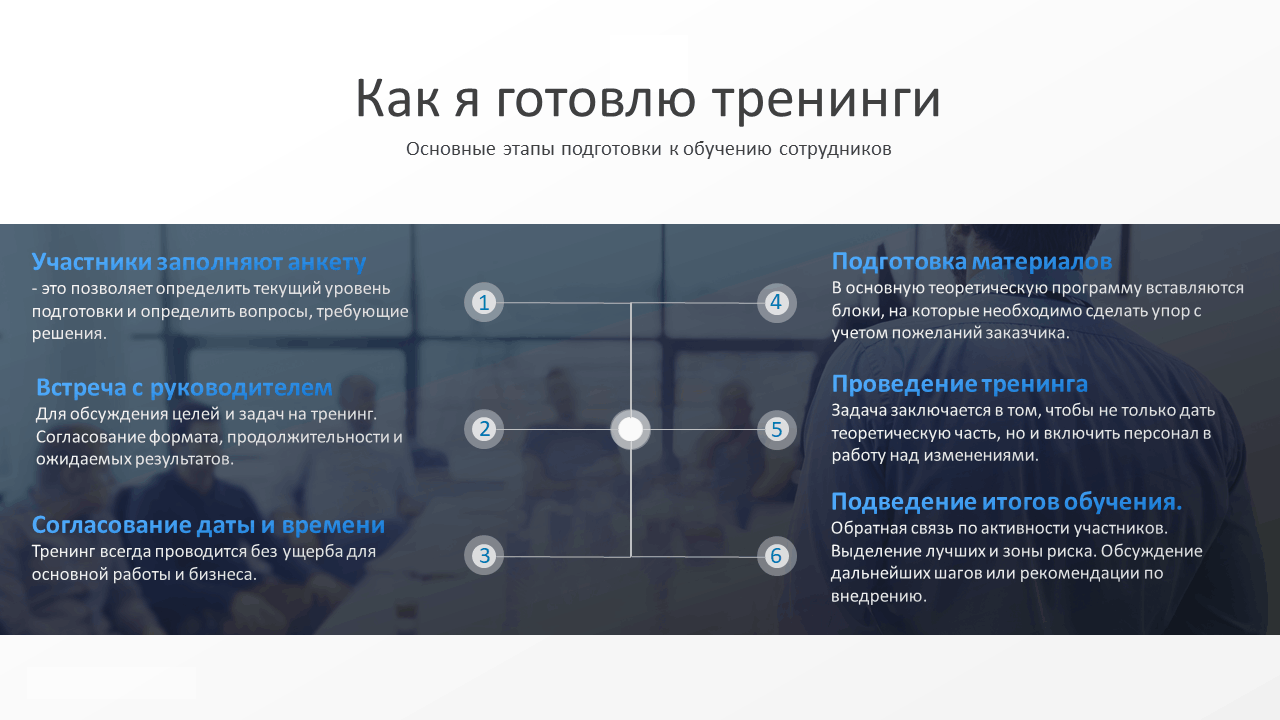 Как я готовлю тренинги
Основные этапы подготовки к обучению сотрудников
Участники заполняют анкету
- это позволяет определить текущий уровень
подготовки и определить вопросы, требующие
решения.
1
Встреча с руководителем
Для обсуждения целей и задач на тренинг.
Согласование формата, продолжительности и
ожидаемых результатов.
2
Согласование даты и времени
Тренинг всегда проводится без ущерба для
основной работы и бизнеса.
3
4
Подготовка материалов
В основную теоретическую программу вставляются
блоки, на которые необходимо сделать упор с
учетом пожеланий заказчика.
5
Проведение тренинга
Задача заключается в том, чтобы не только дать
теоретическую часть, но и включить персонал в
работу над изменениями.
6
Подведение итогов обучения.
Обратная связь по активности участников.
Выделение лучших и зоны риска. Обсуждение
дальнейших шагов или рекомендации по
внедрению.